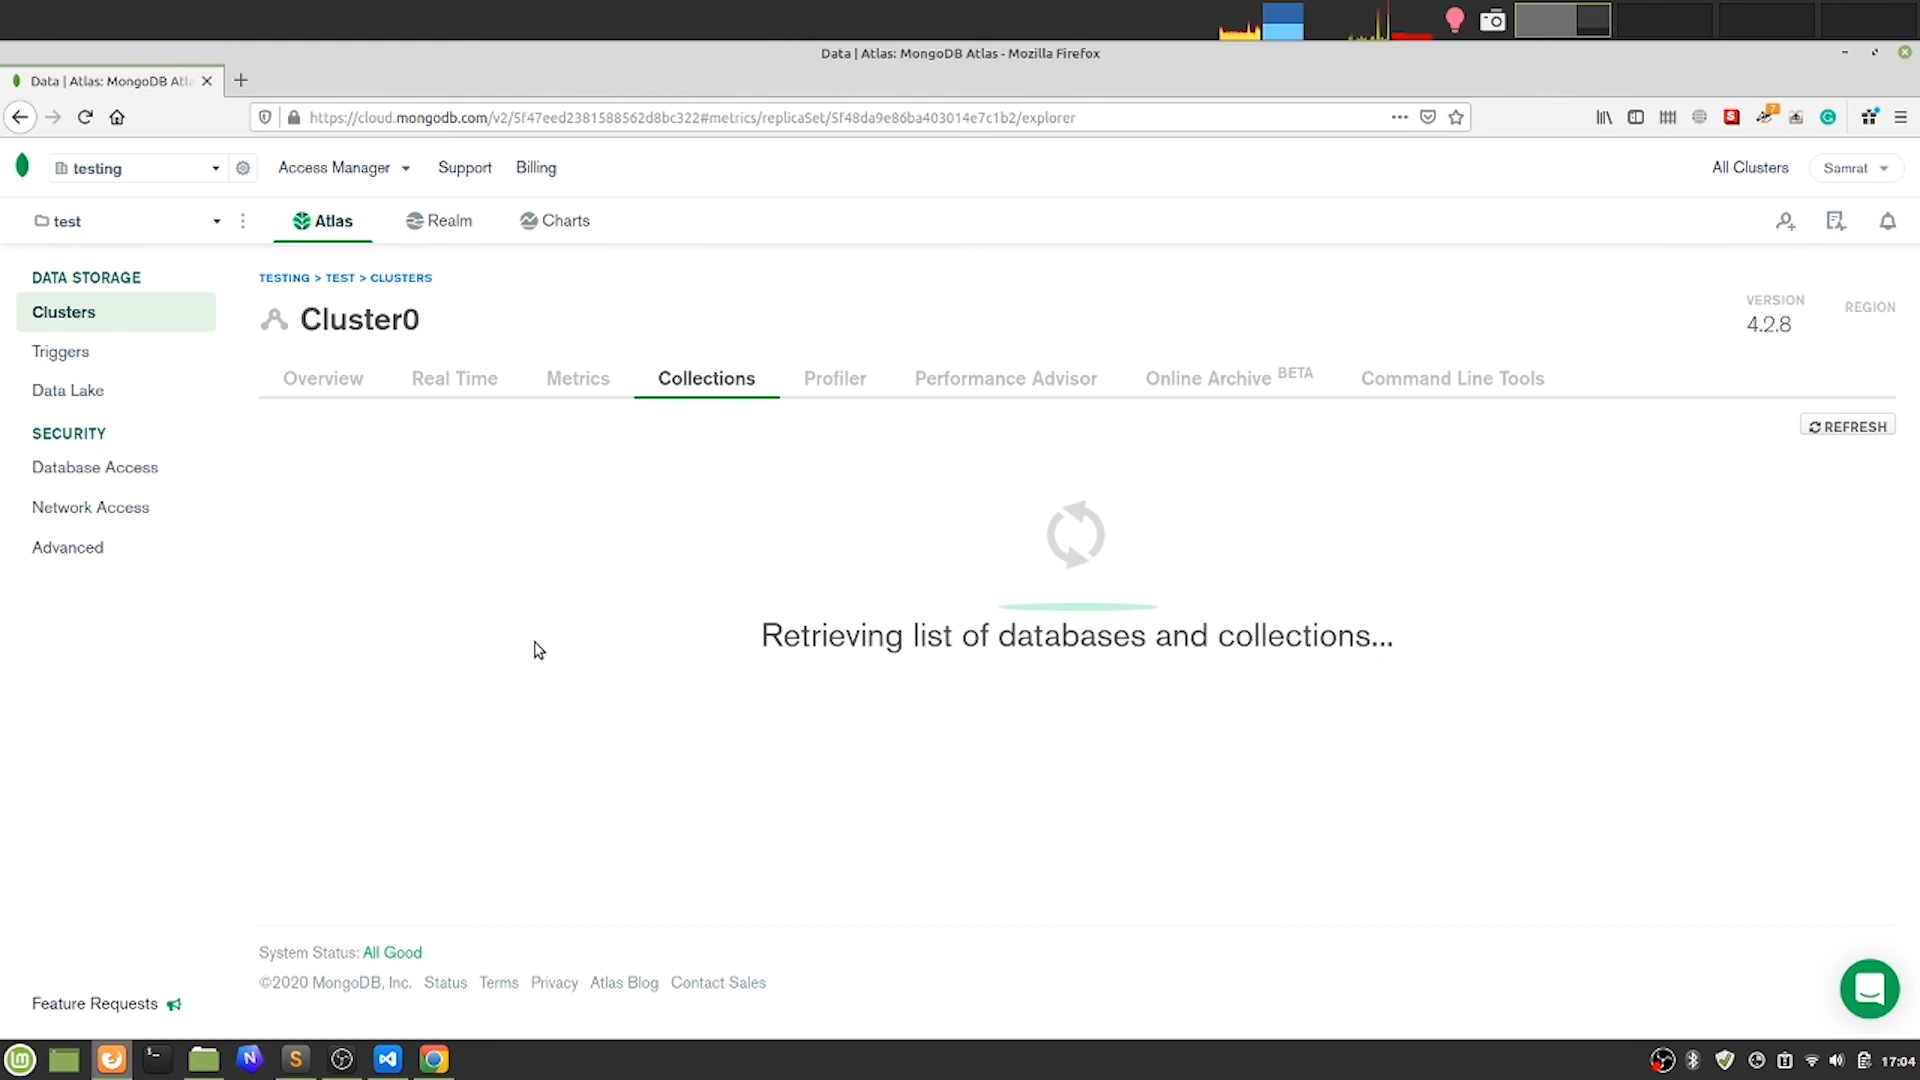 Data | Atlas: MongoDB Atlas - Mozilla Firefox
Data | Atlas: MongoDB Atl
https://cloud.mongodb.com/v2/5f47eed2381588562d8bc322#metrics/replicaSet/5f48da9e86ba403014e7c1b2/explorer
7
testing
Access Manager
Support
Billing
All Clusters
Samrat
test
Atlas
Realm
Charts
DATA STORAGE
Clusters
Triggers
Data Lake
SECURITY
Database Access
Network Access
Advanced
Feature Requests
TESTING > TEST > CLUSTERS
Cluster0
VERSION
4.2.8
REGION
Overview
Real Time
Metrics
Collections
Profiler
Performance Advisor
Online Archive BETA
Command Line Tools
REFRESH
Retrieving list of databases and collections...
System Status: All Good
©2020 MongoDB, Inc. Status Terms Privacy Atlas Blog Contact Sales
17:04